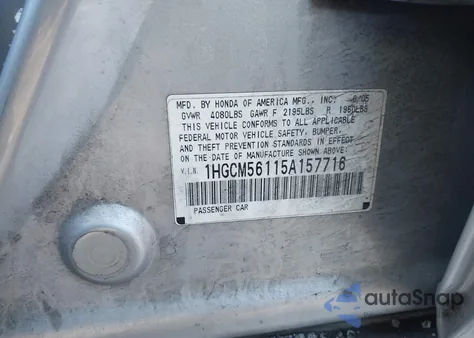 MFD. BY HONDA OF AMERICA MFG., INC. 6/05
GVWR 4080LBS GAWR F 2195LBS R 1950LBS
THIS VEHICLE CONFORMS TO ALL APPLICABLE
FEDERAL MOTOR VEHICLE SAFETY, BUMPER,
AND THEFT PREVENTION STANDARDS IN EFFECT
ON THE DATE OF MANUFACTURE SHOWN ABOVE.
V.I.N. 1HGCM56115A157716
PASSENGER CAR
autoSnap